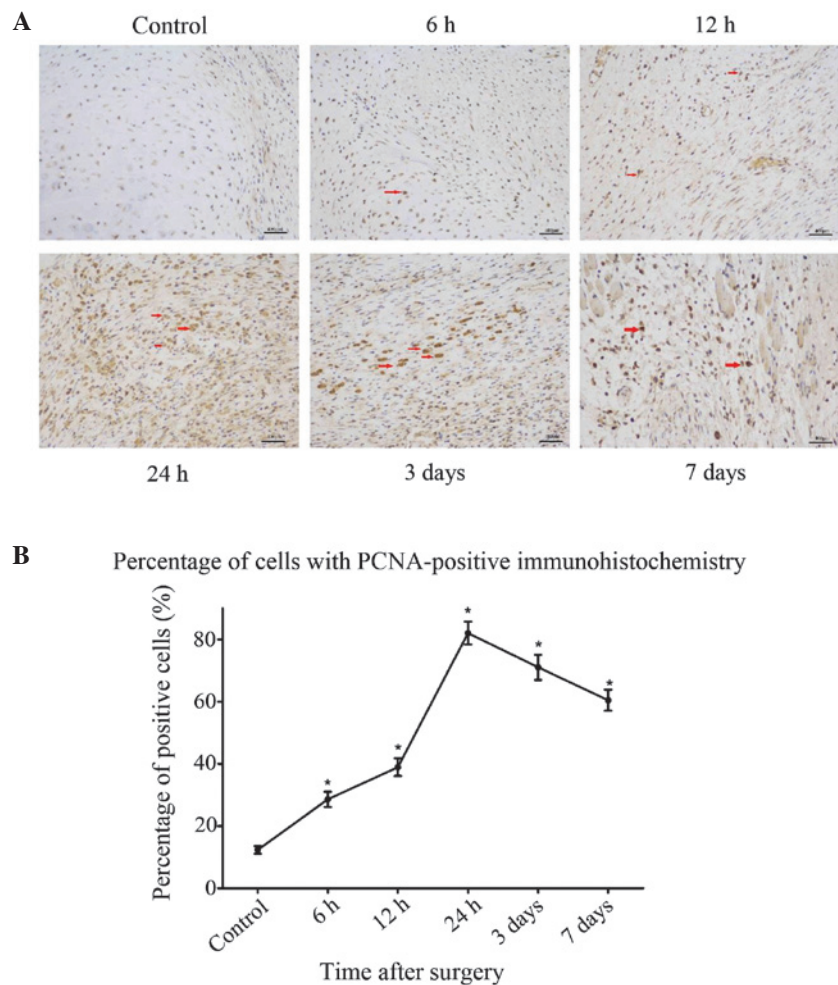 A
Control
6 h
12 h
24 h
3 days
7 days
B
Percentage of cells with PCNA-positive immunohistochemistry
Percentage of positive cells (%)
80
60
40
20
0
*
*
*
*
*
Control
6 h
12 h
24 h
3 days
7 days
Time after surgery